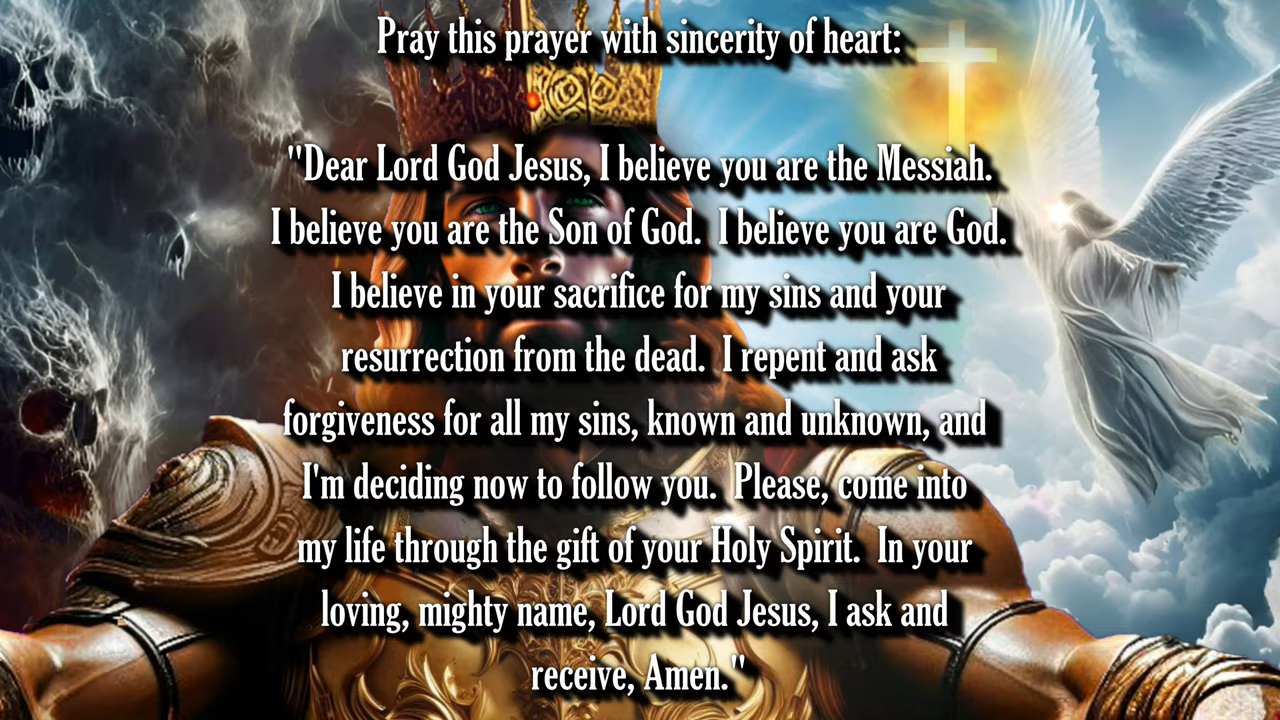 Pray this prayer with sincerity of heart:
"Dear Lord God Jesus, I believe you are the Messiah.
I believe you are the Son of God.  I believe you are God.
I believe in your sacrifice for my sins and your
resurrection from the dead.  I repent and ask
forgiveness for all my sins, known and unknown, and
I'm deciding now to follow you.  Please, come into
my life through the gift of your Holy Spirit.  In your
loving, mighty name, Lord God Jesus, I ask and
receive, Amen."